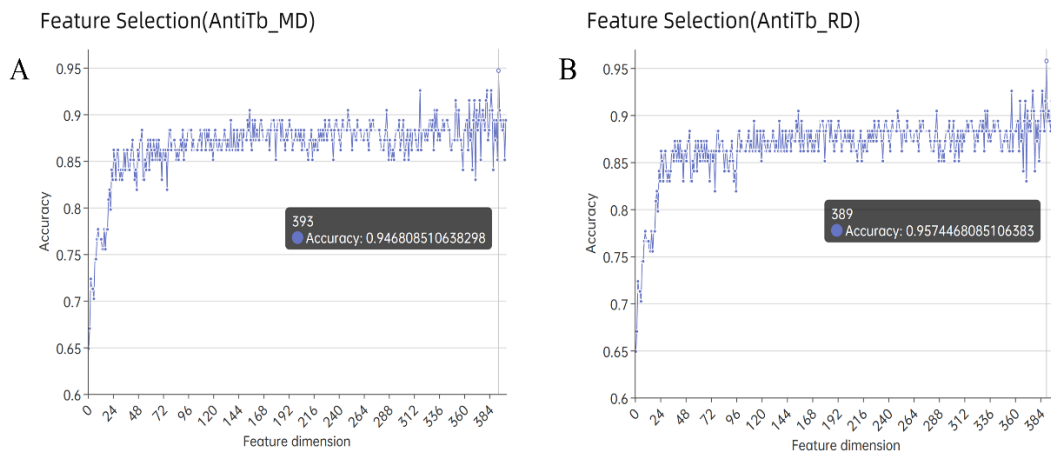 Feature Selection(AntiTb_MD)
A
Accuracy
0.95
0.9
0.85
0.8
0.75
0.7
0.65
0.6
393
Accuracy: 0.946808510638298
0 24 48 72 96 120 144 168 192 216 240 264 288 312 336 360 384
Feature dimension
Feature Selection(AntiTb_RD)
B
Accuracy
0.95
0.9
0.85
0.8
0.75
0.7
0.65
0.6
389
Accuracy: 0.9574468085106383
0 24 48 72 96 120 144 168 192 216 240 264 288 312 336 360 384
Feature dimension